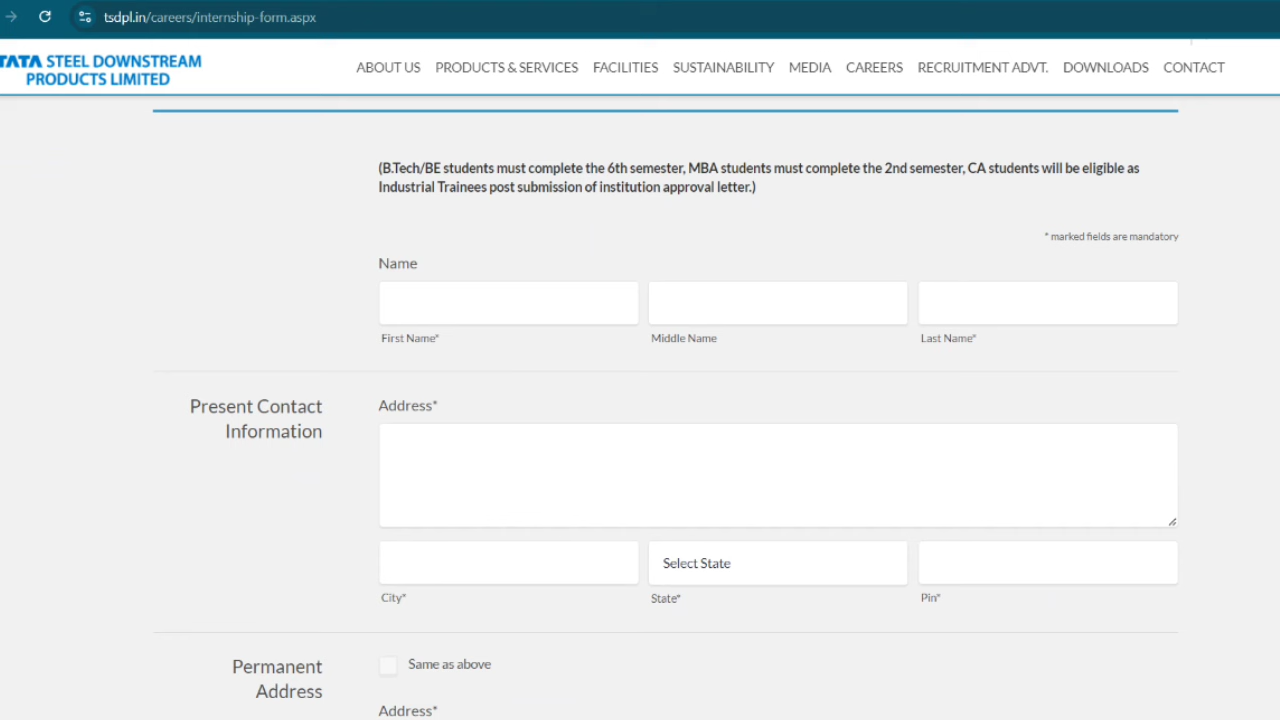 tsdpl.in/careers/internship-form.aspx
TATA STEEL DOWNSTREAM
PRODUCTS LIMITED
ABOUT US PRODUCTS & SERVICES FACILITIES SUSTAINABILITY MEDIA CAREERS RECRUITMENT ADVT. DOWNLOADS CONTACT
(B.Tech/BE students must complete the 6th semester, MBA students must complete the 2nd semester, CA students will be eligible as
Industrial Trainees post submission of institution approval letter.)
* marked fields are mandatory
Name
First Name* Middle Name Last Name*
Present Contact
Information
Address*
Select State
City* State* Pin*
Permanent
Address
Same as above
Address*